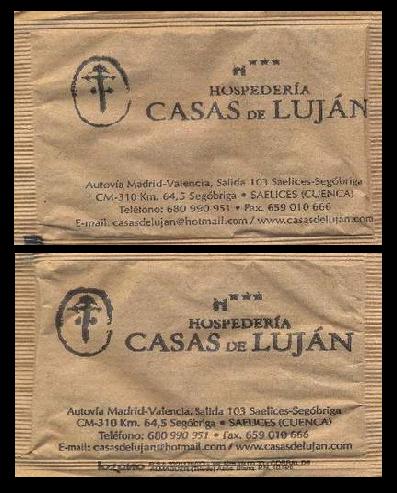 HOSPEDERÍA
CASAS DE LUJÁN
Autovía Madrid-Valencia, Salida 103 Saelices-Segóbriga
CM-310 Km. 64,5 Segóbriga • SAELICES (CUENCA)
Teléfono: 680 990 951 • Fax. 659 010 666
E-mail: casasdelujan@hotmail.com / www.casasdelujan.com
HOSPEDERÍA
CASAS DE LUJÁN
Autovía Madrid-Valencia, Salida 103 Saelices-Segóbriga
CM-310 Km. 64,5 Segóbriga • SAELICES (CUENCA)
Teléfono: 680 990 951 • Fax. 659 010 666
E-mail: casasdelujan@hotmail.com / www.casasdelujan.com